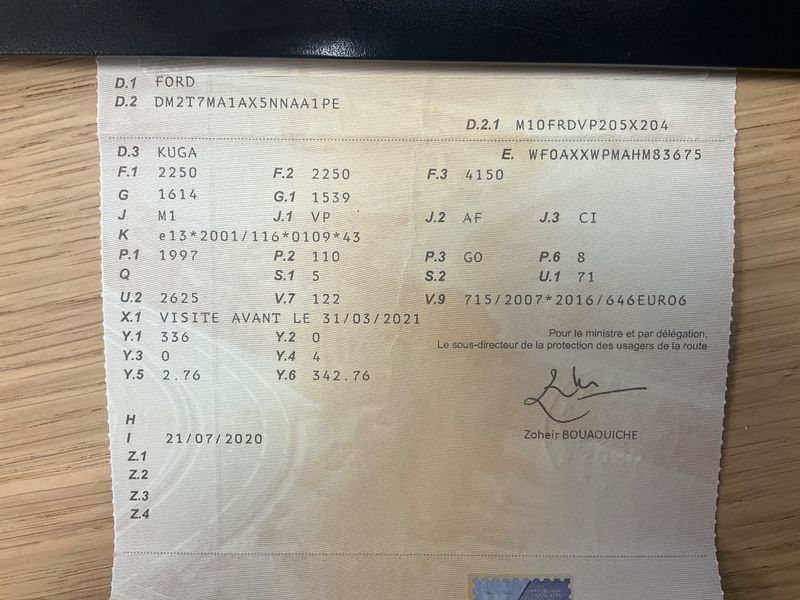 D.1 FORD
D.2 DM2T7MA1AX5NNAA1PE
D.2.1 M10FRDVP205X204
D.3 KUGA E. WF0AXXWPMAHM83675
F.1 2250 F.2 2250 F.3 4150
G 1614 G.1 1539
J M1 J.1 VP J.2 AF J.3 CI
K e13*2001/116*0109*43
P.1 1997 P.2 110 P.3 GO P.6 8
Q S.1 5 S.2 U.1 71
U.2 2625 V.7 122 V.9 715/2007*2016/646EURO6
X.1 VISITE AVANT LE 31/03/2021
Y.1 336 Y.2 0
Pour le ministre et par délégation,
Le sous-directeur de la protection des usagers de la route
Y.3 0 Y.4 4
Y.5 2.76 Y.6 342.76
Zoheir BOUAOUICHE
H
I 21/07/2020
Z.1
Z.2
Z.3
Z.4